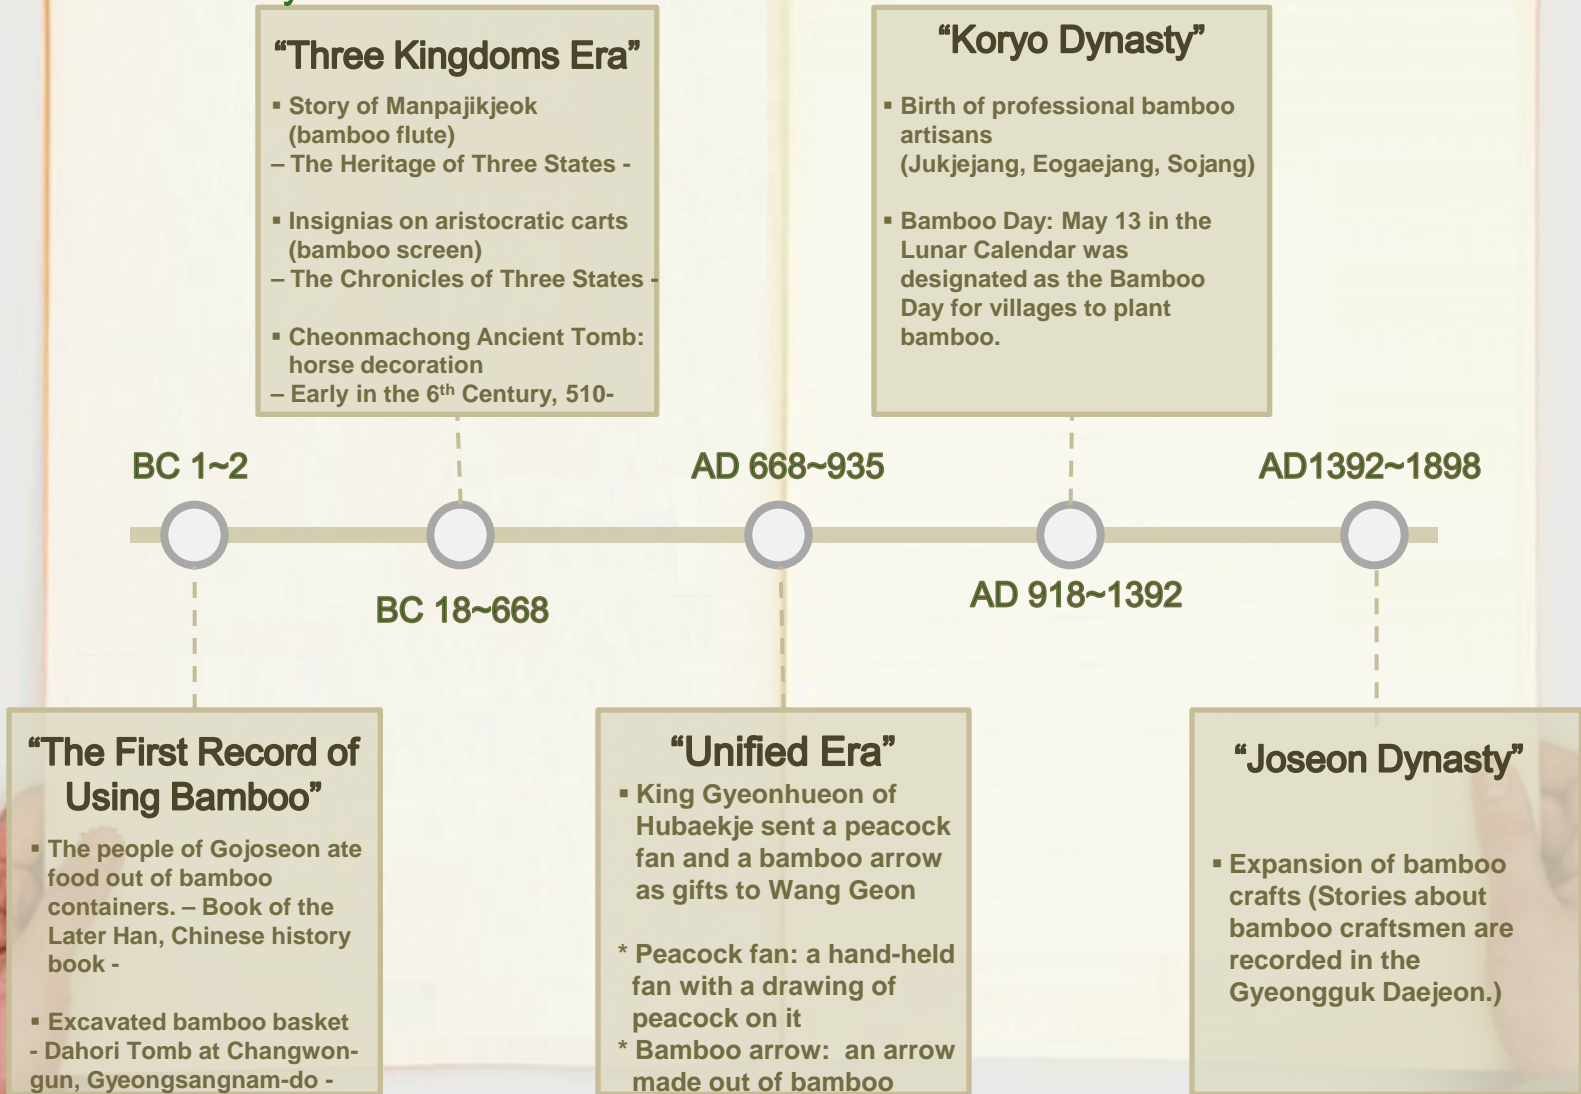 “Three Kingdoms Era”
▪ Story of Manpajikjeok
(bamboo flute)
– The Heritage of Three States -
▪ Insignias on aristocratic carts
(bamboo screen)
– The Chronicles of Three States -
▪ Cheonmachong Ancient Tomb:
horse decoration
– Early in the 6th Century, 510-
“Koryo Dynasty”
▪ Birth of professional bamboo
artisans
(Jukjejang, Eogaejang, Sojang)
▪ Bamboo Day: May 13 in the
Lunar Calendar was
designated as the Bamboo
Day for villages to plant
bamboo.
BC 1~2
AD 668~935
AD1392~1898
BC 18~668
AD 918~1392
“The First Record of
Using Bamboo”
▪ The people of Gojoseon ate
food out of bamboo
containers. – Book of the
Later Han, Chinese history
book -
▪ Excavated bamboo basket
- Dahori Tomb at Changwon-
gun, Gyeongsangnam-do -
“Unified Era”
▪ King Gyeonhueon of
Hubaekje sent a peacock
fan and a bamboo arrow
as gifts to Wang Geon
* Peacock fan: a hand-held
fan with a drawing of
peacock on it
* Bamboo arrow: an arrow
made out of bamboo
“Joseon Dynasty”
▪ Expansion of bamboo
crafts (Stories about
bamboo craftsmen are
recorded in the
Gyeongguk Daejeon.)